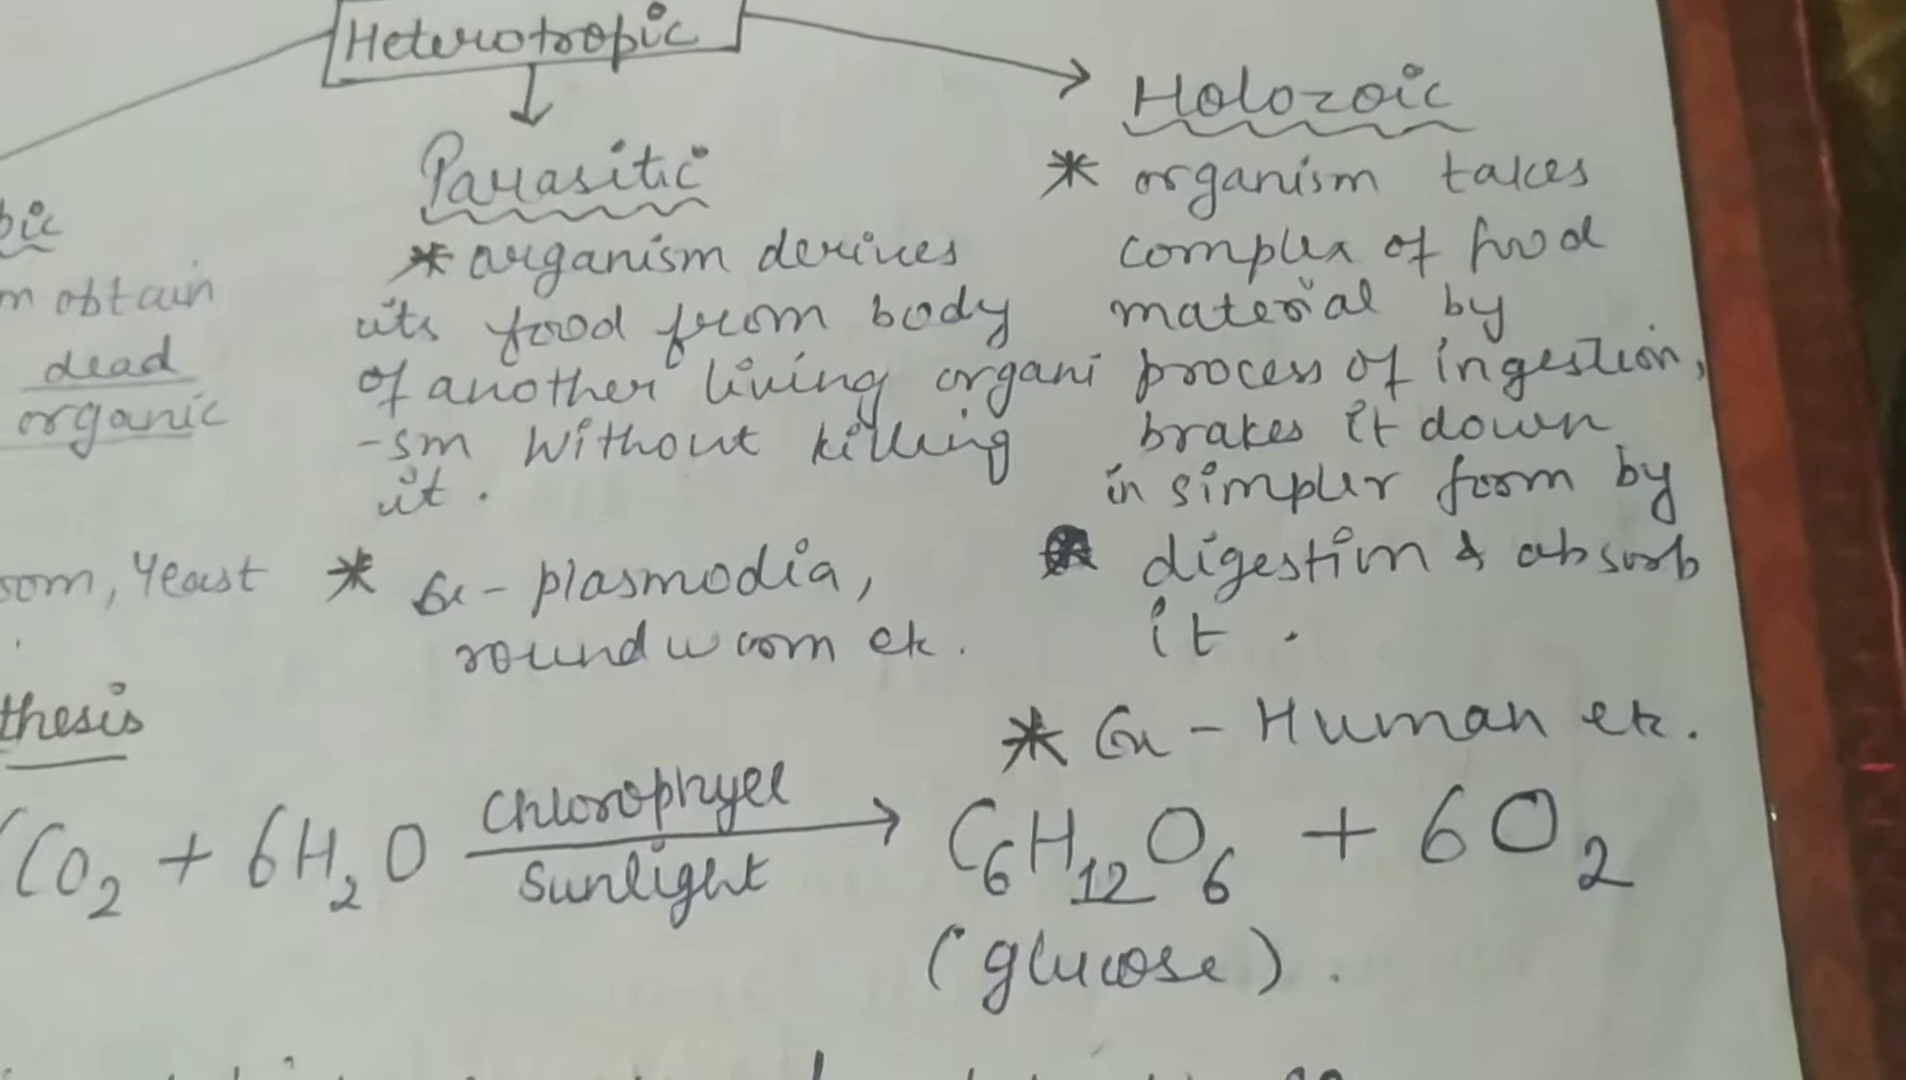 Heterotropic
bic
m obtain
dead
organic
som, Yeast
Parasitic
* organism derives
its food from body
of another living organi
-sm without killing
it.
* Ex - plasmodia,
roundworm etc.
Holozoic
* organism takes
complex of food
material by
process of ingestion,
brakes it down
in simpler form by
digestion & absorb
it.
* Ex - Human etc.
thesis
CO2 + 6H2O Chlorophyll Sunlight → C6H12O6 + 6O2
(glucose).